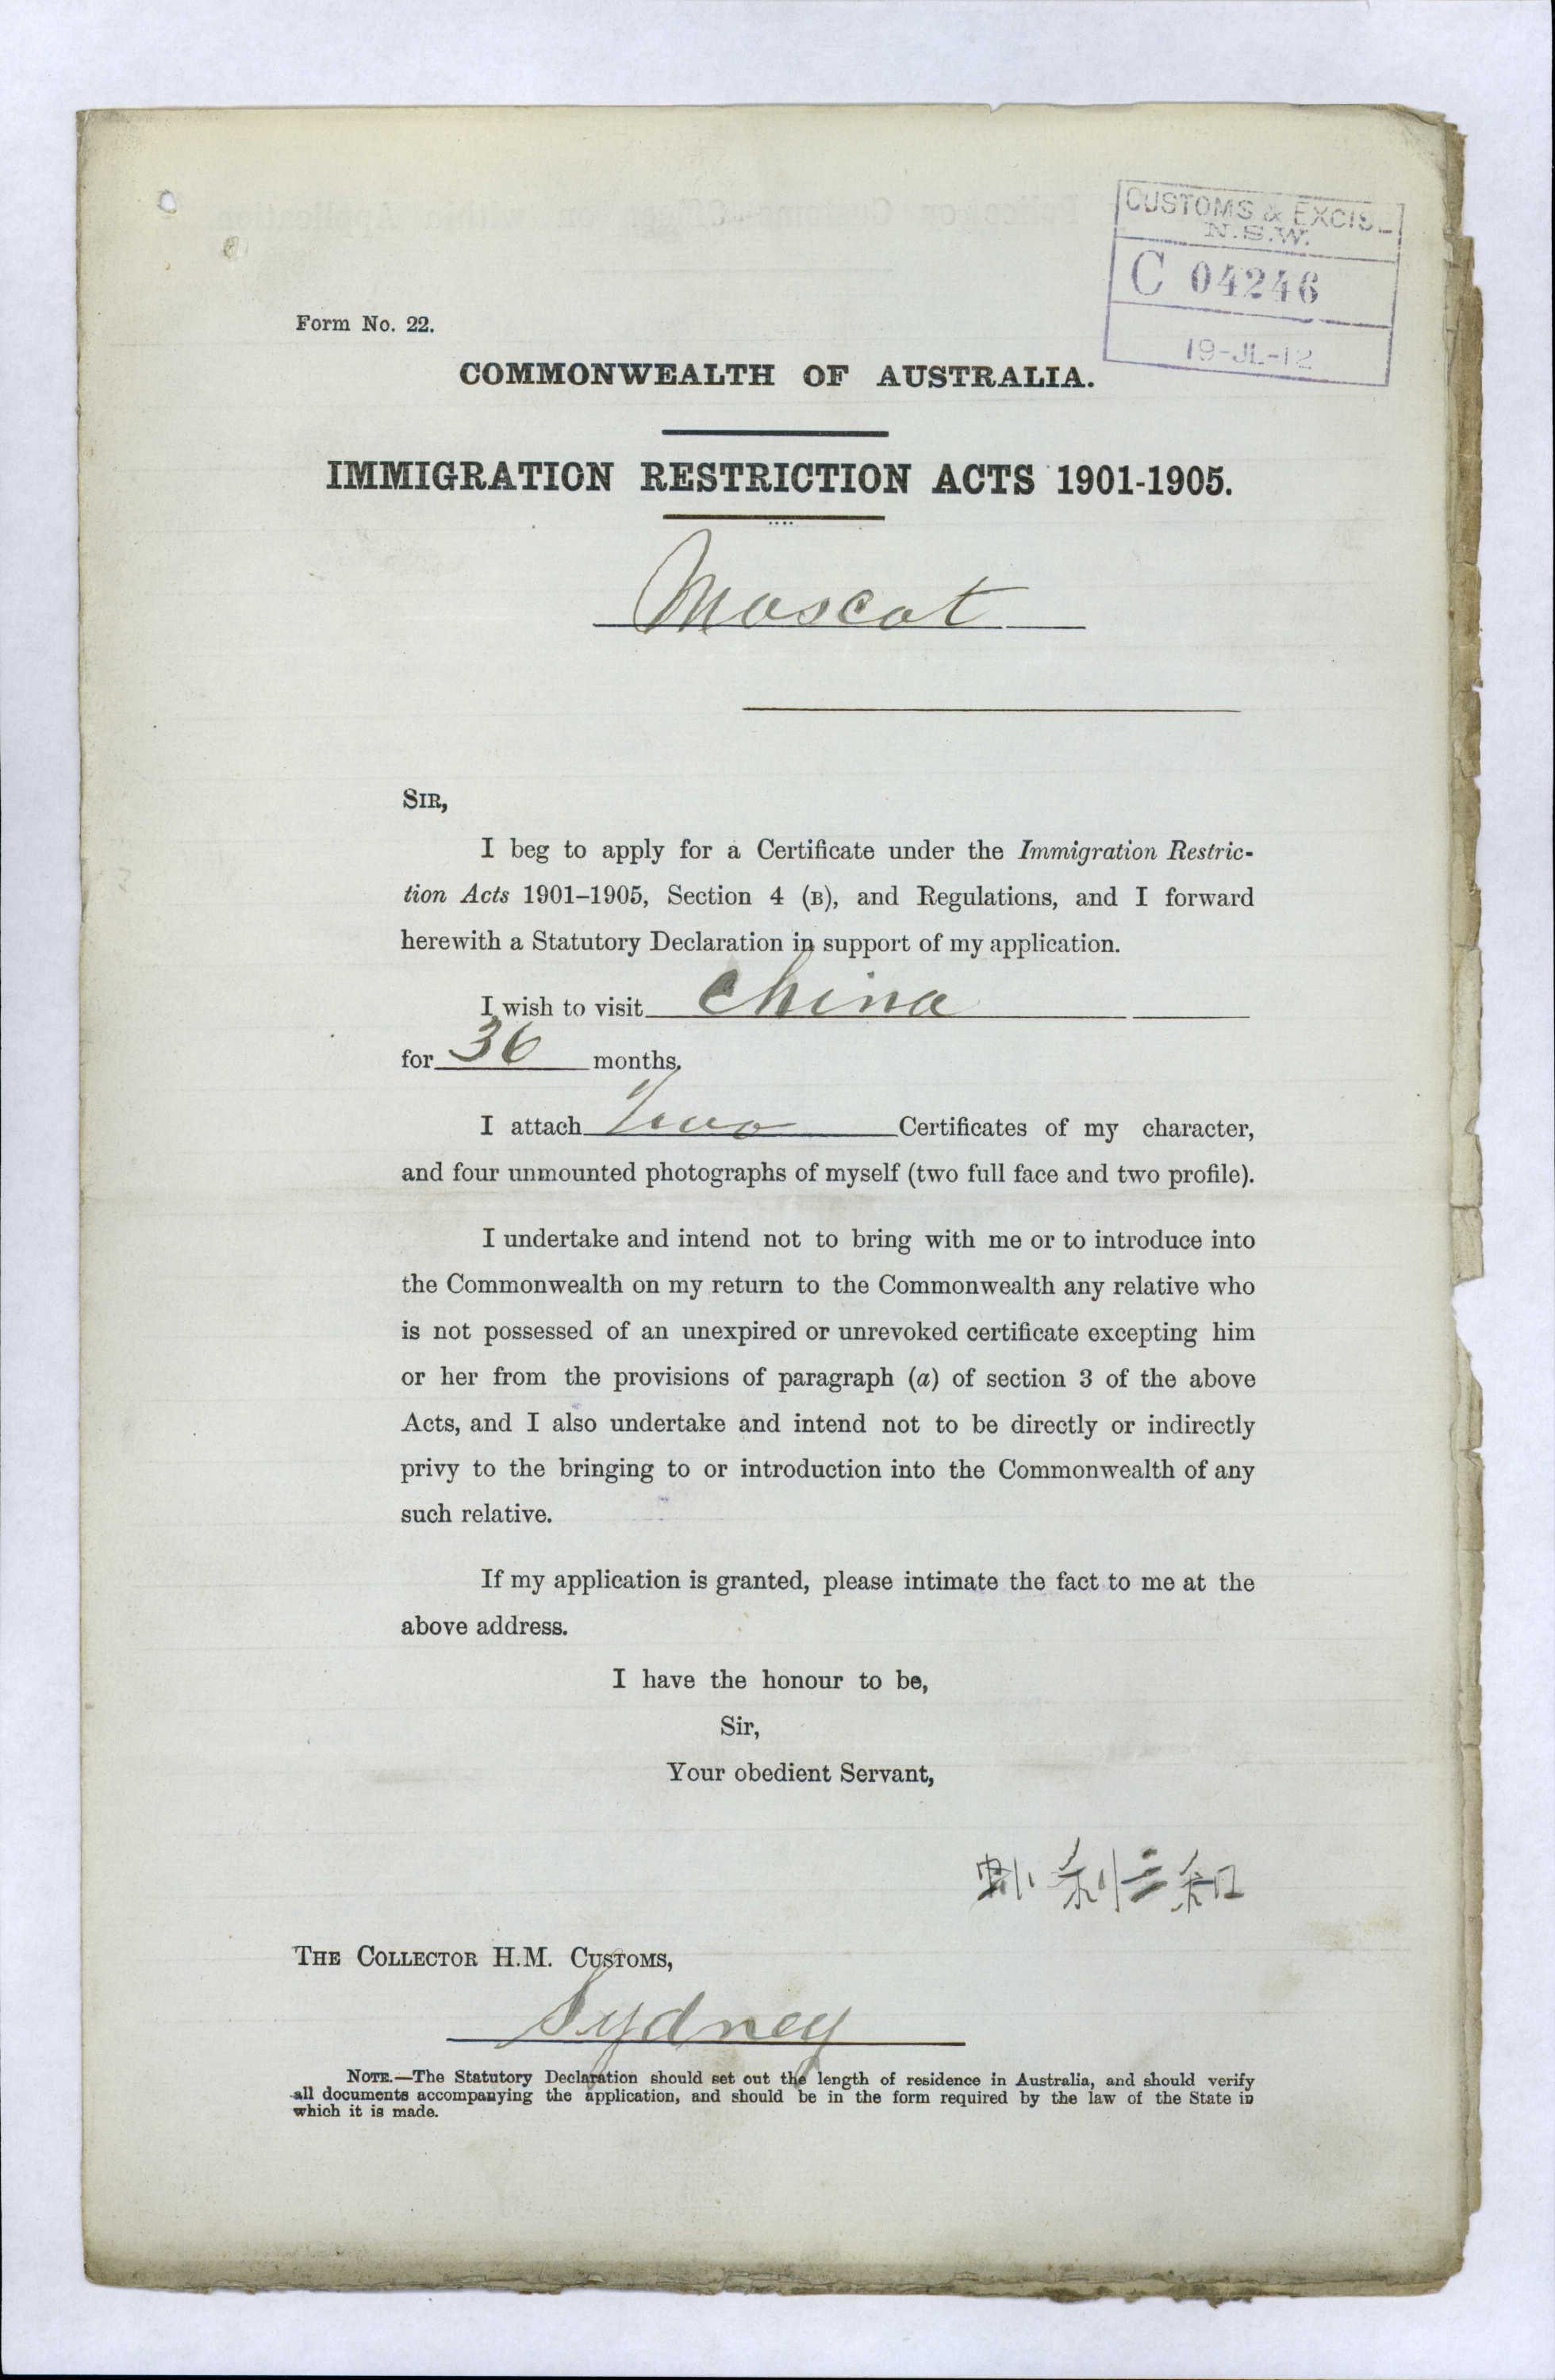 CUSTOMS & EXCISE
N.S.W.
C 04246
19-JL-12
Form No. 22.
COMMONWEALTH OF AUSTRALIA.
IMMIGRATION RESTRICTION ACTS 1901-1905.
Mascot
SIR,
I beg to apply for a Certificate under the Immigration Restric-
tion Acts 1901–1905, Section 4 (B), and Regulations, and I forward
herewith a Statutory Declaration in support of my application.
I wish to visit China
for 36 months.
I attach Two Certificates of my character,
and four unmounted photographs of myself (two full face and two profile).
I undertake and intend not to bring with me or to introduce into
the Commonwealth on my return to the Commonwealth any relative who
is not possessed of an unexpired or unrevoked certificate excepting him
or her from the provisions of paragraph (a) of section 3 of the above
Acts, and I also undertake and intend not to be directly or indirectly
privy to the bringing to or introduction into the Commonwealth of any
such relative.
If my application is granted, please intimate the fact to me at the
above address.
I have the honour to be,
Sir,
Your obedient Servant,
利三和
THE COLLECTOR H.M. CUSTOMS,
Sydney
NOTE.—The Statutory Declaration should set out the length of residence in Australia, and should verify
all documents accompanying the application, and should be in the form required by the law of the State in
which it is made.